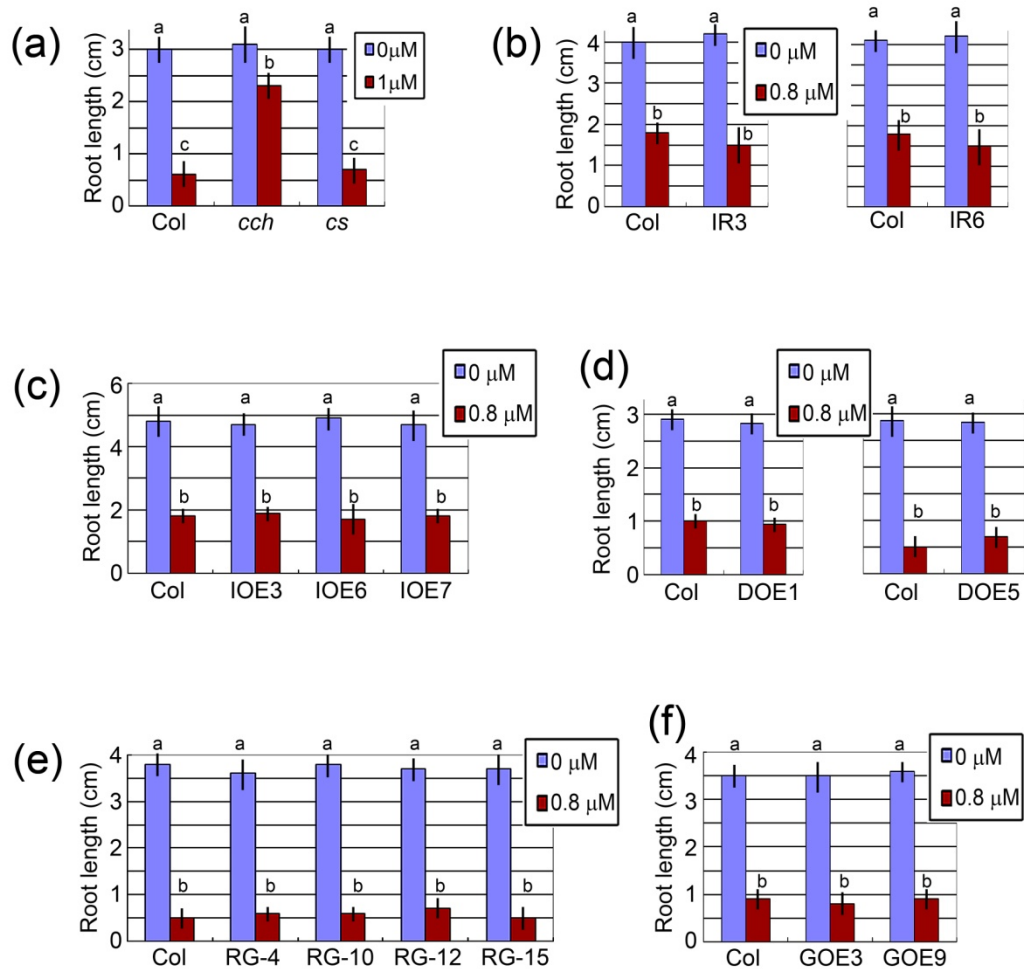 (a)
Root length (cm)
3
2
1
0
a
c
a
b
a
c
Col
cch
cs
0μM
1μM
(b)
Root length (cm)
4
3
2
1
0
a
b
a
b
Col
IR3
0 μM
0.8 μM
a
b
a
b
Col
IR6
(c)
Root length (cm)
6
4
2
0
a
b
a
b
a
b
a
b
Col
IOE3
IOE6
IOE7
0 μM
0.8 μM
(d)
Root length (cm)
3
2
1
0
a
b
a
b
Col
DOE1
0 μM
0.8 μM
a
b
a
b
Col
DOE5
(e)
Root length (cm)
4
3
2
1
0
a
b
a
b
a
b
a
b
a
b
Col
RG-4
RG-10
RG-12
RG-15
0 μM
0.8 μM
(f)
Root length (cm)
4
3
2
1
0
a
b
a
b
a
b
Col
GOE3
GOE9
0 μM
0.8 μM